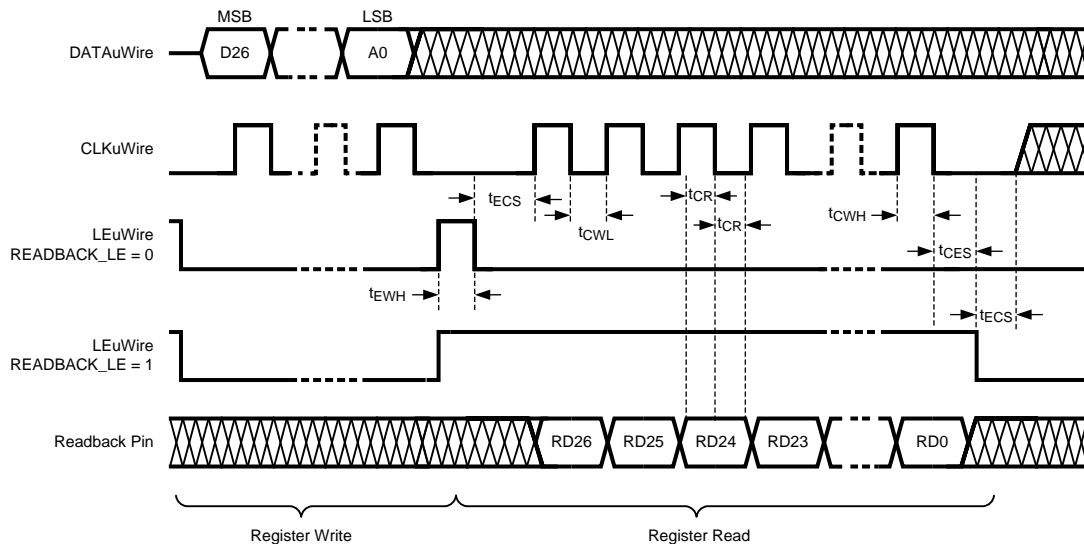 MSB
LSB
DATAuWire
D26
A0
CLKuWire
tECS
tCWL
tCR
tCR
tCWH
LEuWire
READBACK_LE = 0
tCES
tEWH
tECS
LEuWire
READBACK_LE = 1
Readback Pin
RD26
RD25
RD24
RD23
RD0
Register Write
Register Read